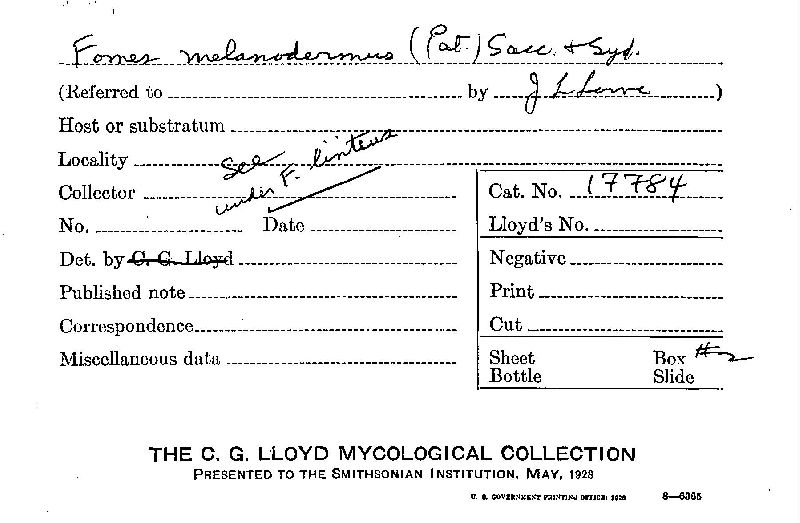 Fomes melanodermus (Pat.) Sacc. + Syd.
(Referred to by J L Lowe )
Host or substratum
Locality
See under F. linteus
Collector
Cat. No. 17784
No. Date
Lloyd's No.
Det. by C. G. Lloyd
Negative
Published note
Print
Correspondence
Cut
Miscellaneous data
Sheet Box #2
Bottle Slide
THE C. G. LLOYD MYCOLOGICAL COLLECTION
PRESENTED TO THE SMITHSONIAN INSTITUTION, MAY, 1928
U. S. GOVERNMENT PRINTING OFFICE: 1928 8—6365